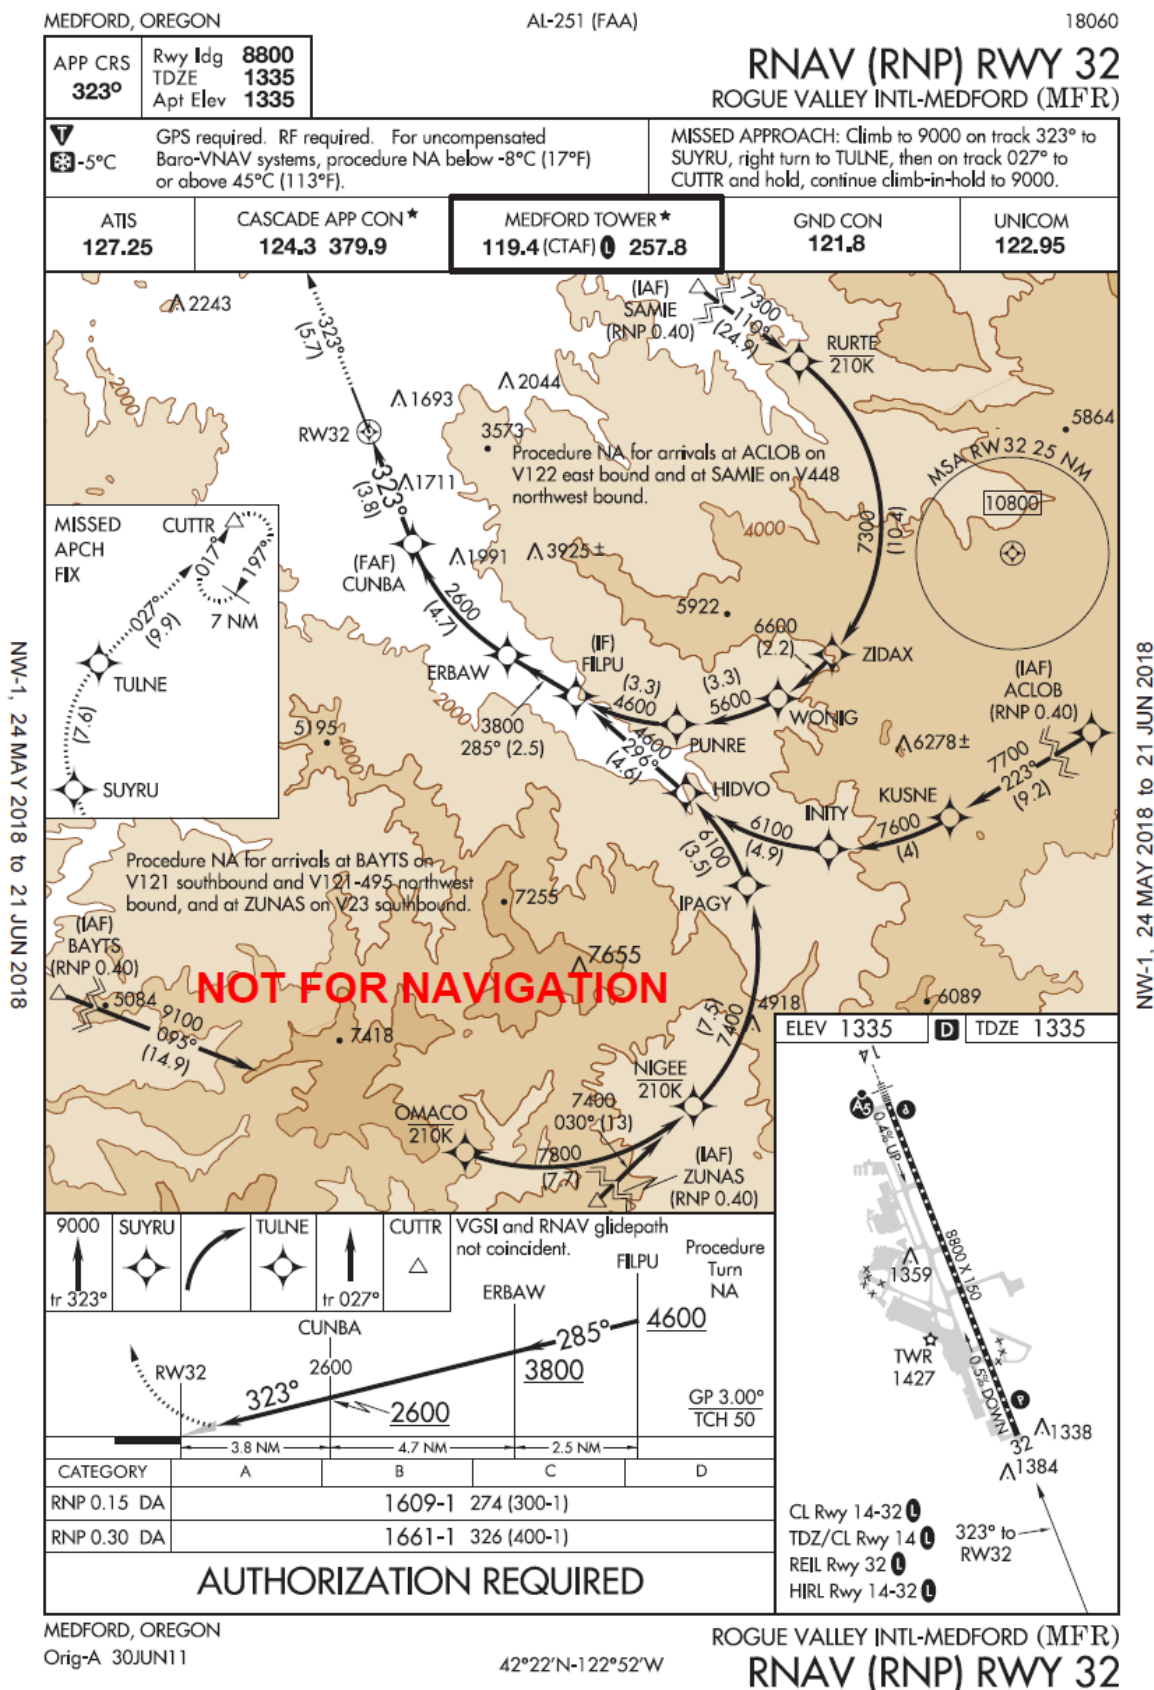 MEDFORD, OREGON
AL-251 (FAA)
18060
APP CRS
323°
Rwy ldg 8800
TDZE 1335
Apt Elev 1335
RNAV (RNP) RWY 32
ROGUE VALLEY INTL-MEDFORD (MFR)
T
-5°C
GPS required. RF required. For uncompensated
Baro-VNAV systems, procedure NA below -8°C (17°F)
or above 45°C (113°F).
MISSED APPROACH: Climb to 9000 on track 323° to
SUYRU, right turn to TULNE, then on track 027° to
CUTTR and hold, continue climb-in-hold to 9000.
ATIS
127.25
CASCADE APP CON★
124.3 379.9
MEDFORD TOWER★
119.4 (CTAF) L 257.8
GND CON
121.8
UNICOM
122.95
2243
323°
(5.7)
(IAF)
SAMIE
(RNP 0.40)
7300
110°
(24.9)
RURTE
210K
2000
1693
2044
RW32
3573
5864
Procedure NA for arrivals at ACLOB on
V122 east bound and at SAMIE on V448
northwest bound.
MSA RW32 25 NM
10800
323°
(3.8)
1711
4000
7300
(10.4)
MISSED
APCH
FIX
CUTTR
017°
197°
7 NM
027°
(9.9)
TULNE
(7.6)
SUYRU
(FAF)
CUNBA
1991
3925±
2600
(4.7)
5922
6600
(2.2)
ZIDAX
(IF)
FILPU
ERBAW
(3.3)
4600
(3.3)
5600
WONIG
(IAF)
ACLOB
(RNP 0.40)
2000
3800
285° (2.5)
PUNRE
5195
4000
4600
296°
(4.6)
6278±
7700
223°
(9.2)
HIDVO
KUSNE
INITY
6100
(4.9)
7600
(4)
6100
(3.5)
Procedure NA for arrivals at BAYTS on
V121 southbound and V121-495 northwest
bound, and at ZUNAS on V23 southbound.
7255
IPAGY
(IAF)
BAYTS
(RNP 0.40)
7655
NOT FOR NAVIGATION
5084
9100
095°
(14.9)
7418
4918
6089
(7.5)
7400
NIGEE
210K
OMACO
210K
7400
030° (13)
7800
(7.7)
(IAF)
ZUNAS
(RNP 0.40)
ELEV 1335
D
TDZE 1335
14
A5
P
0.4% UP
8800 X 150
1359
TWR
1427
0.5% DOWN
P
1338
32
1384
CL Rwy 14-32 L
TDZ/CL Rwy 14 L
REIL Rwy 32 L
HIRL Rwy 14-32 L
323° to
RW32
9000
tr 323°
SUYRU
TULNE
tr 027°
CUTTR
VGSI and RNAV glidepath
not coincident.
FILPU
Procedure
Turn
NA
ERBAW
CUNBA
285°
4600
RW32
2600
3800
323°
2600
GP 3.00°
TCH 50
3.8 NM
4.7 NM
2.5 NM
CATEGORY A B C D
RNP 0.15 DA 1609-1 274 (300-1)
RNP 0.30 DA 1661-1 326 (400-1)
AUTHORIZATION REQUIRED
MEDFORD, OREGON
Orig-A 30JUN11
42°22'N-122°52'W
ROGUE VALLEY INTL-MEDFORD (MFR)
RNAV (RNP) RWY 32
NW-1, 24 MAY 2018 to 21 JUN 2018
NW-1, 24 MAY 2018 to 21 JUN 2018